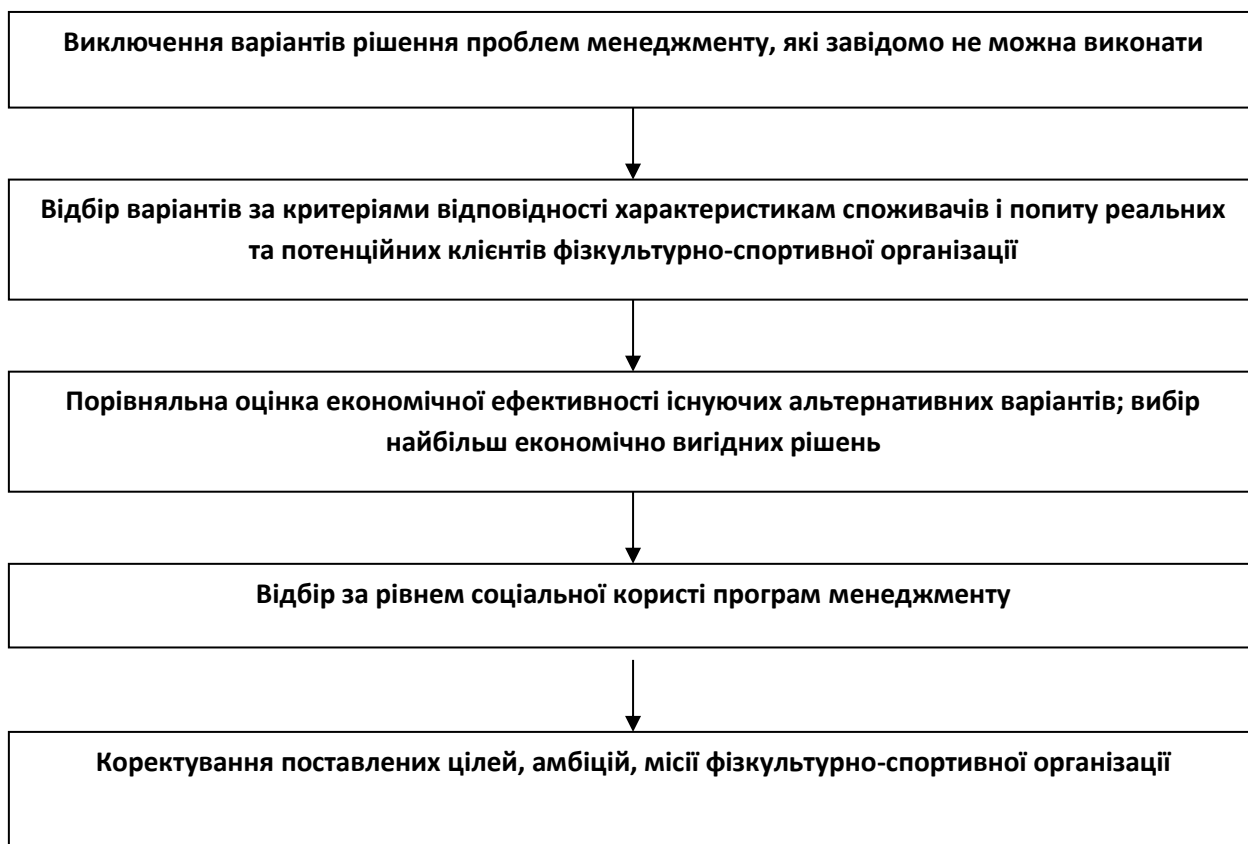 Виключення варіантів рішення проблем менеджменту, які завідомо не можна виконати
Відбір варіантів за критеріями відповідності характеристикам споживачів і попиту реальних
та потенційних клієнтів фізкультурно-спортивної організації
Порівняльна оцінка економічної ефективності існуючих альтернативних варіантів; вибір
найбільш економічно вигідних рішень
Відбір за рівнем соціальної користі програм менеджменту
Коректування поставлених цілей, амбіцій, місії фізкультурно-спортивної організації